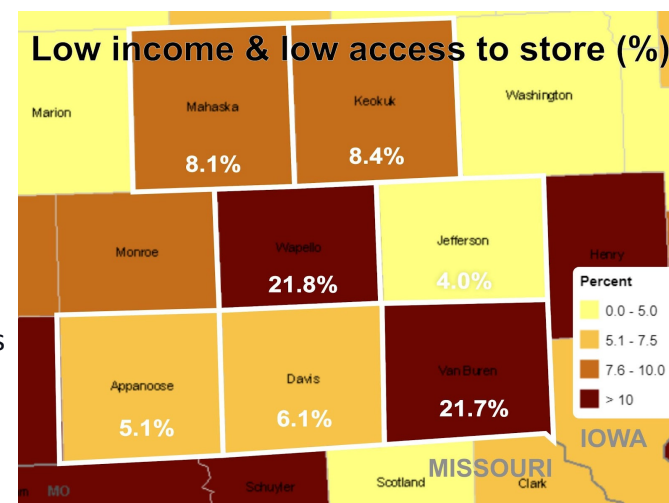 Low income & low access to store (%)
Marion
Mahaska
Keokuk
Washington
8.1%
8.4%
Monroe
Wapello
Jefferson
Henry
21.8%
4.0%
Percent
0.0 - 5.0
5.1 - 7.5
7.6 - 10.0
> 10
s
Appanoose
Davis
Van Buren
5.1%
6.1%
21.7%
IOWA
MISSOURI
n
MO
Schuyler
Scotland
Clark